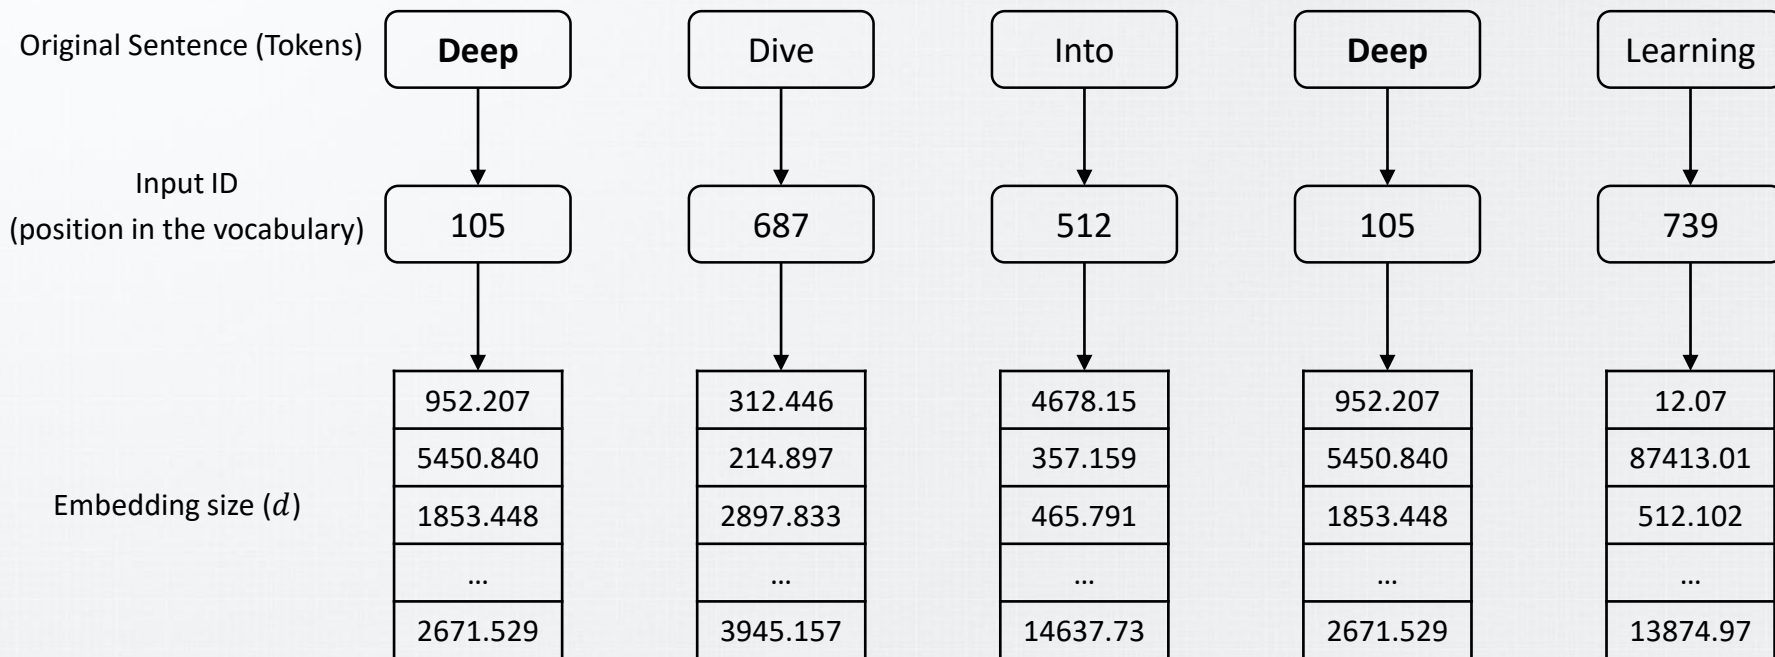 Original Sentence (Tokens) Deep Dive Into Deep Learning
Input ID
(position in the vocabulary) 105 687 512 105 739
952.207 312.446 4678.15 952.207 12.07
5450.840 214.897 357.159 5450.840 87413.01
Embedding size (d) 1853.448 2897.833 465.791 1853.448 512.102
... ... ... ... ...
2671.529 3945.157 14637.73 2671.529 13874.97